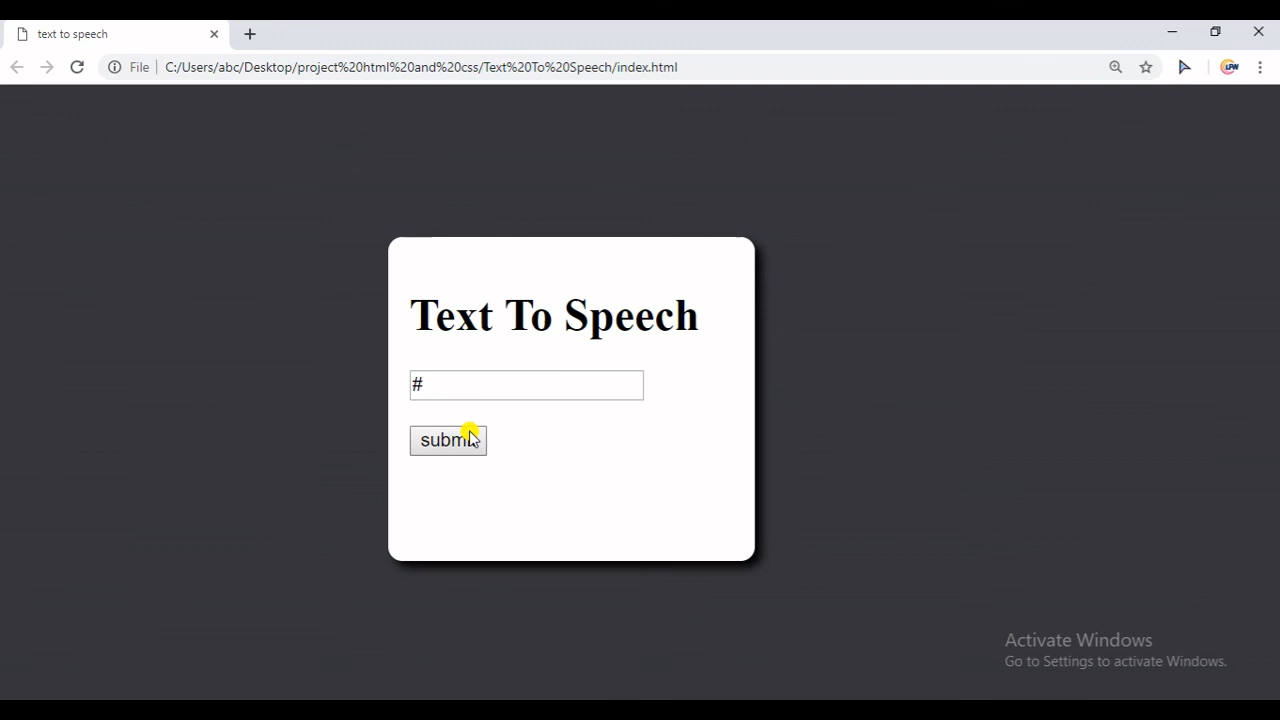 text to speech
File
C:/Users/abc/Desktop/project%20html%20and%20css/Text%20To%20Speech/index.html
LPW
Text To Speech
#
Activate Windows
Go to Settings to activate Windows.